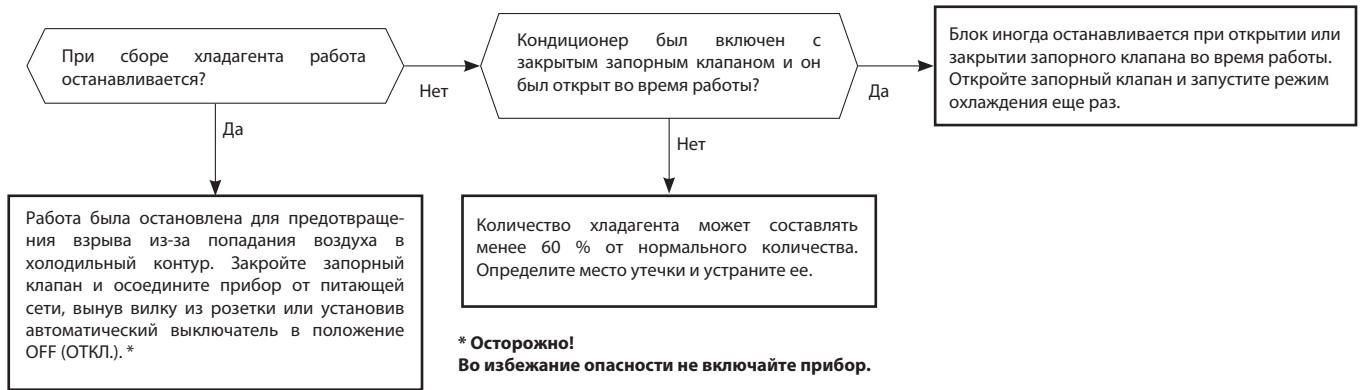 При сборе хладагента работа
останавливается?
Нет
Кондиционер был включен с
закрытым запорным клапаном и он
был открыт во время работы?
Да
Блок иногда останавливается при открытии или
закрытии запорного клапана во время работы.
Откройте запорный клапан и запустите режим
охлаждения еще раз.
Да
Нет
Работа была остановлена для предотвраще-
ния взрыва из-за попадания воздуха в
холодильный контур. Закройте запорный
клапан и осоедините прибор от питающей
сети, вынув вилку из розетки или установив
автоматический выключатель в положение
OFF (ОТКЛ.). *
Количество хладагента может составлять
менее 60 % от нормального количества.
Определите место утечки и устраните ее.
* Осторожно!
Во избежание опасности не включайте прибор.